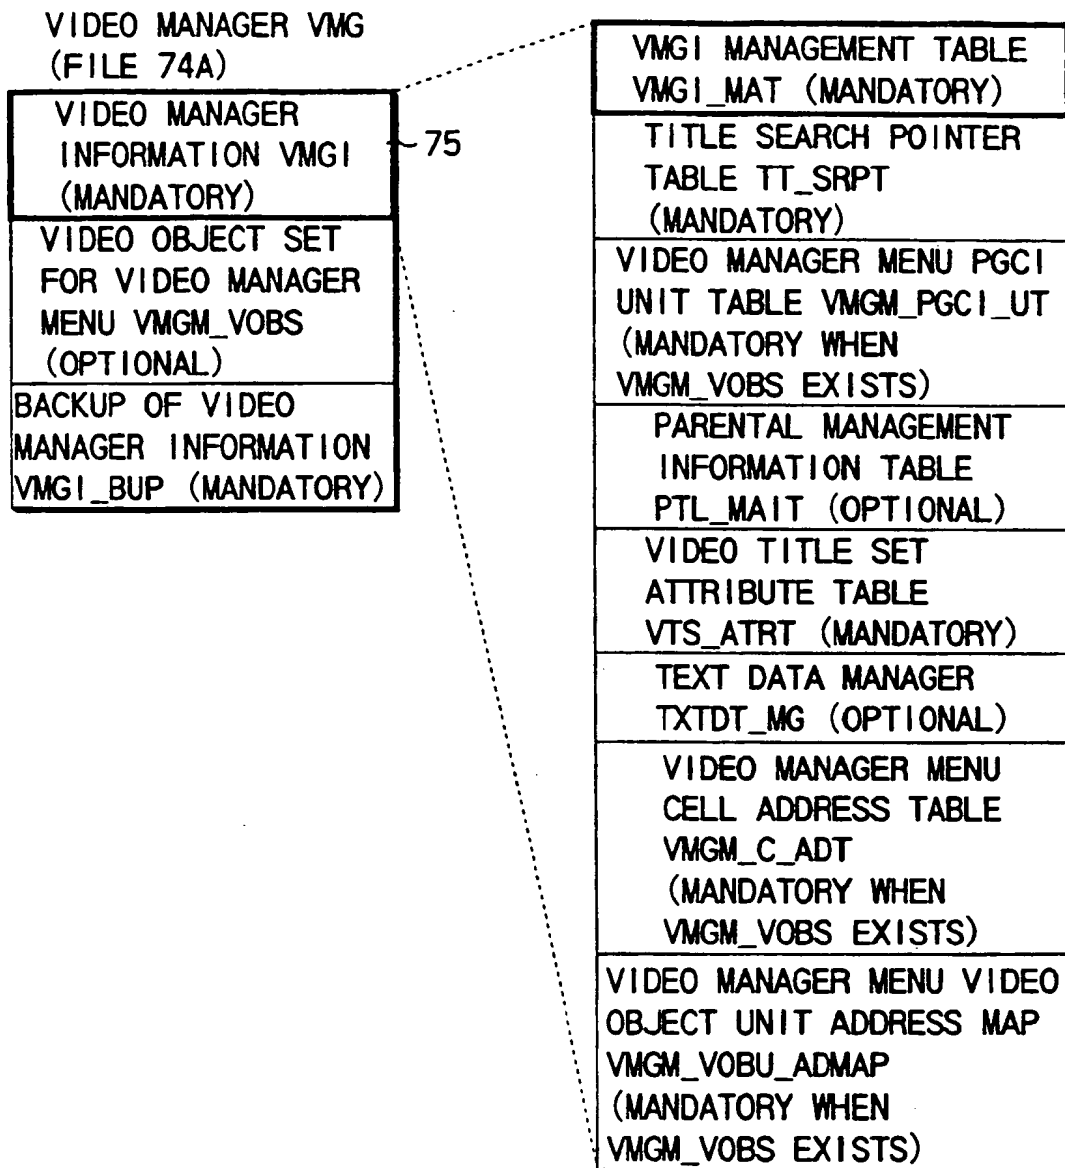 VIDEO MANAGER VMG
(FILE 74A)
VIDEO MANAGER
INFORMATION VMGI
(MANDATORY)
75
VIDEO OBJECT SET
FOR VIDEO MANAGER
MENU VMGM_VOBS
(OPTIONAL)
BACKUP OF VIDEO
MANAGER INFORMATION
VMGI_BUP (MANDATORY)
VMGI MANAGEMENT TABLE
VMGI_MAT (MANDATORY)
TITLE SEARCH POINTER
TABLE TT_SRPT
(MANDATORY)
VIDEO MANAGER MENU PGCI
UNIT TABLE VMGM_PGCI_UT
(MANDATORY WHEN
VMGM_VOBS EXISTS)
PARENTAL MANAGEMENT
INFORMATION TABLE
PTL_MAIT (OPTIONAL)
VIDEO TITLE SET
ATTRIBUTE TABLE
VTS_ATRT (MANDATORY)
TEXT DATA MANAGER
TXTDT_MG (OPTIONAL)
VIDEO MANAGER MENU
CELL ADDRESS TABLE
VMGM_C_ADT
(MANDATORY WHEN
VMGM_VOBS EXISTS)
VIDEO MANAGER MENU VIDEO
OBJECT UNIT ADDRESS MAP
VMGM_VOBU_ADMAP
(MANDATORY WHEN
VMGM_VOBS EXISTS)